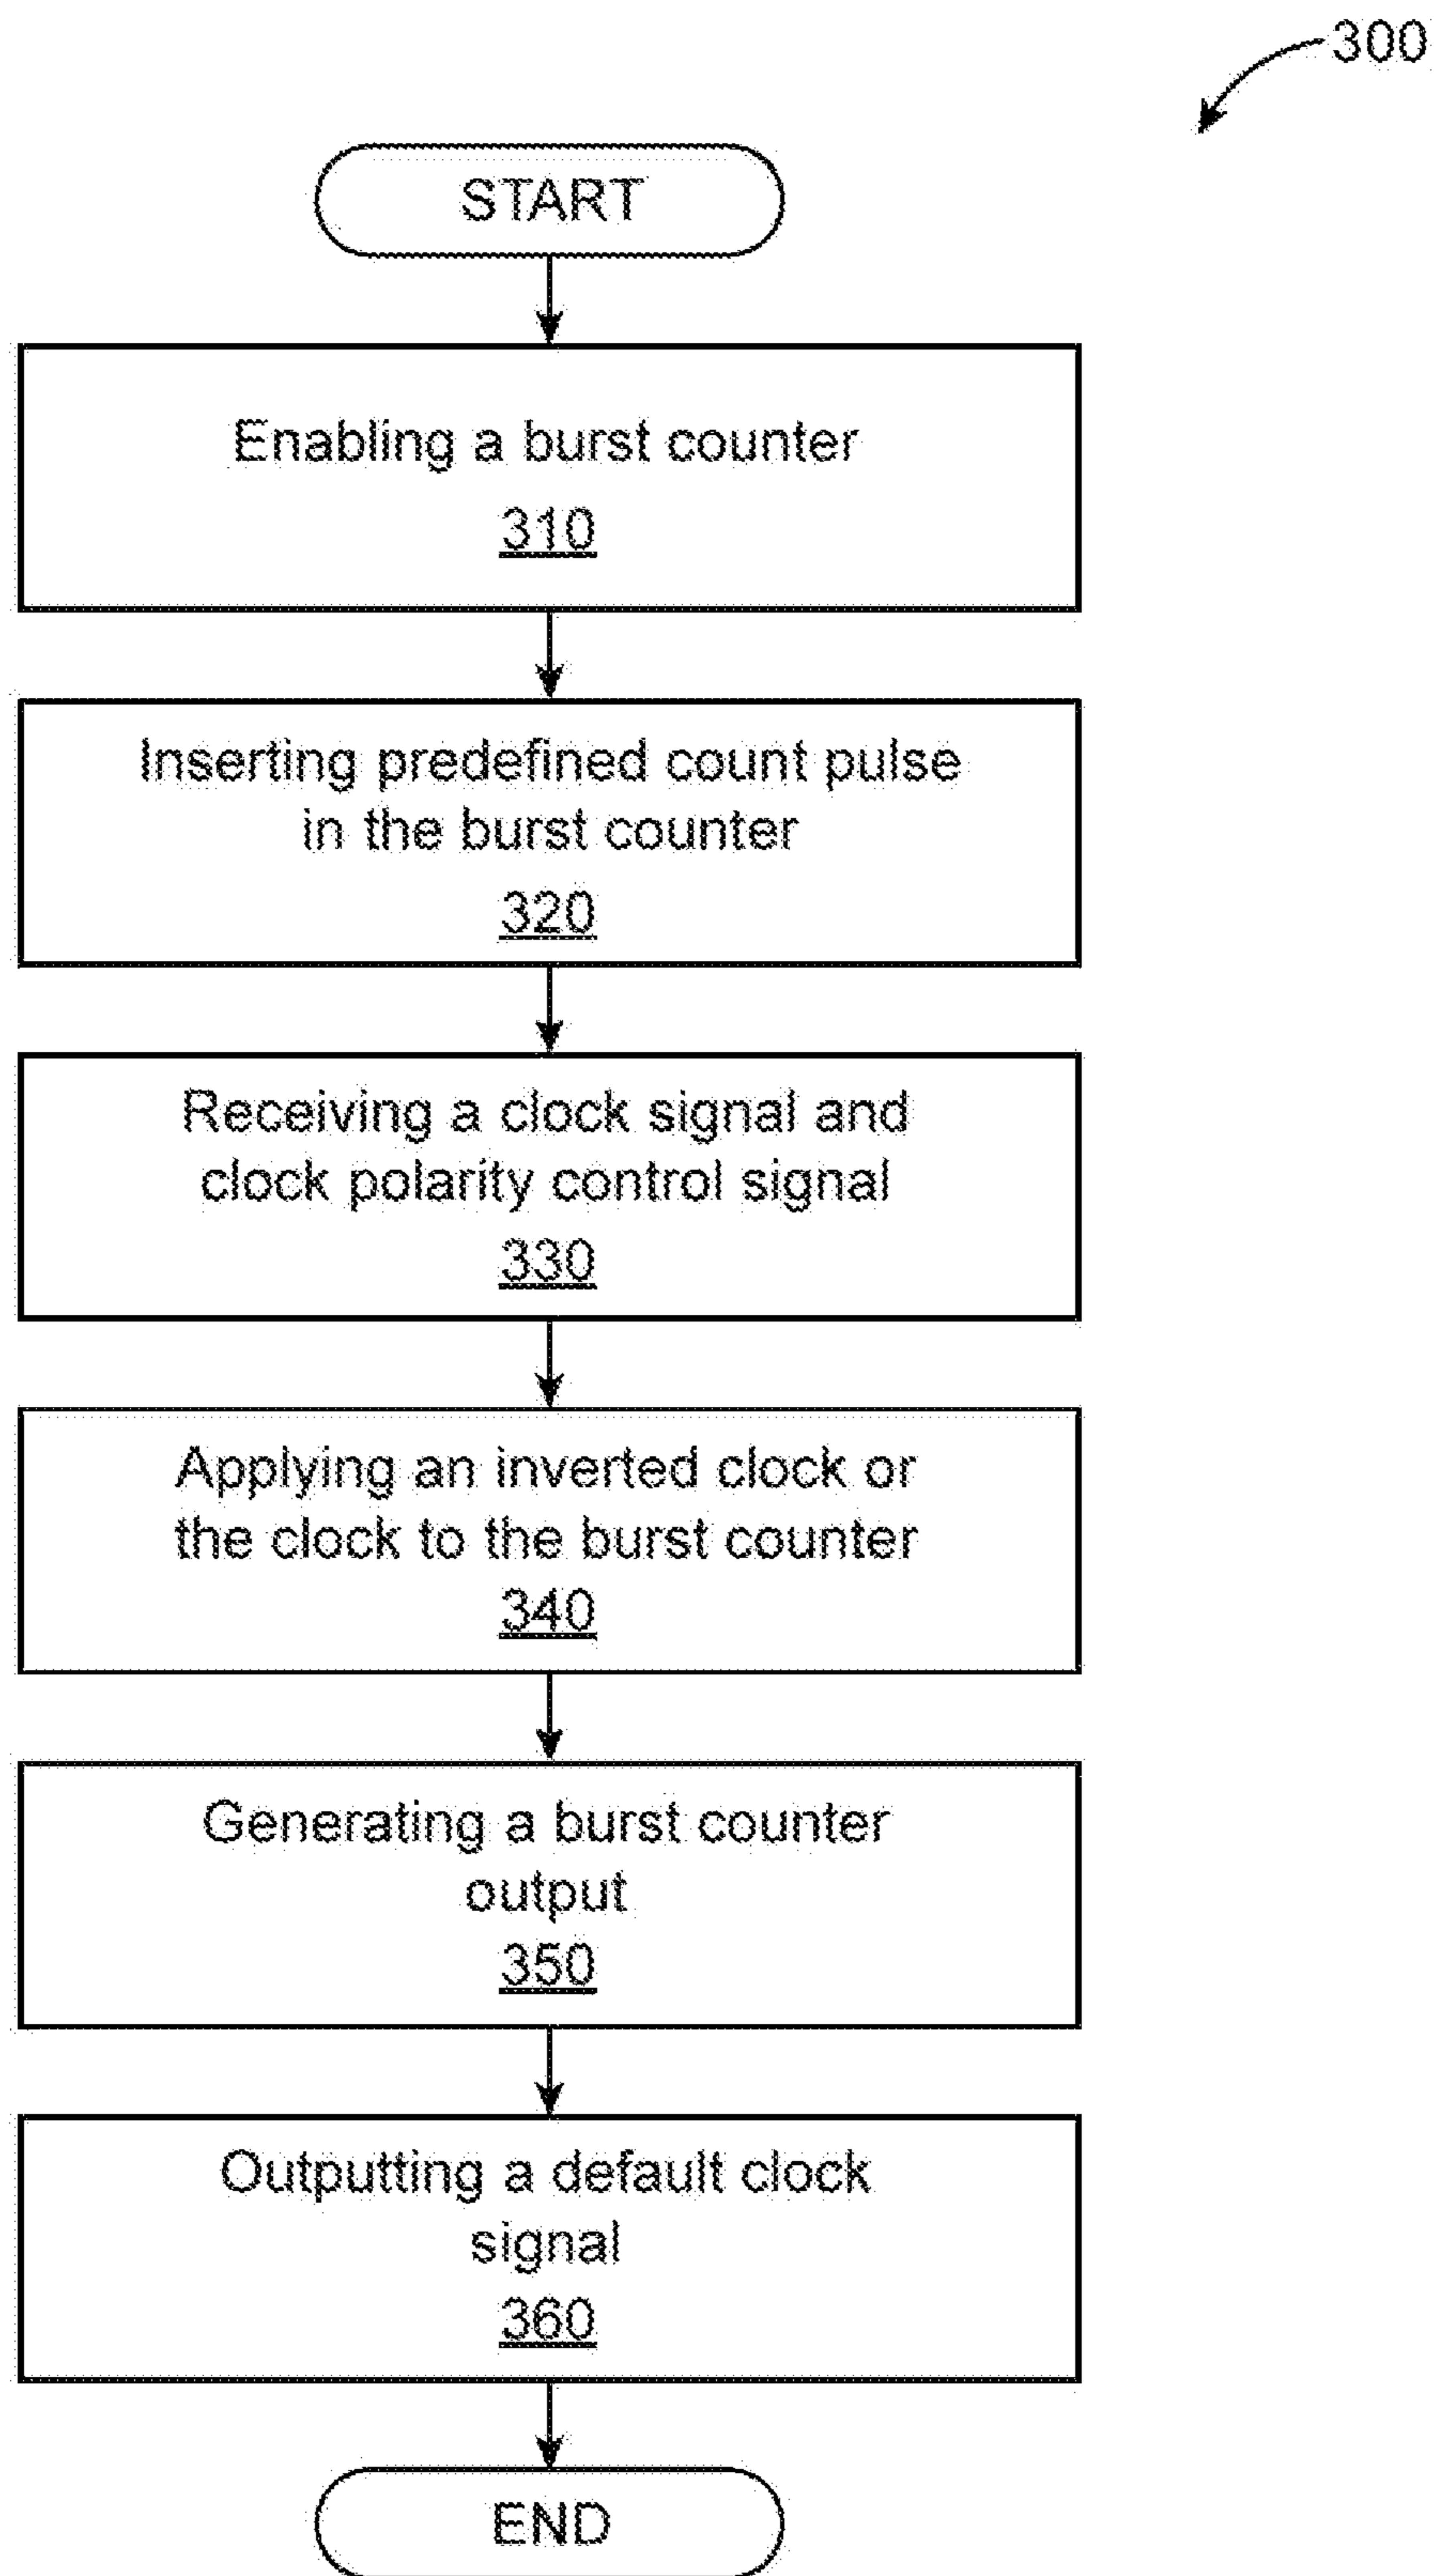 300
START
Enabling a burst counter
310
Inserting predefined count pulse
in the burst counter
320
Receiving a clock signal and
clock polarity control signal
330
Applying an inverted clock or
the clock to the burst counter
340
Generating a burst counter
output
350
Outputting a default clock
signal
360
END